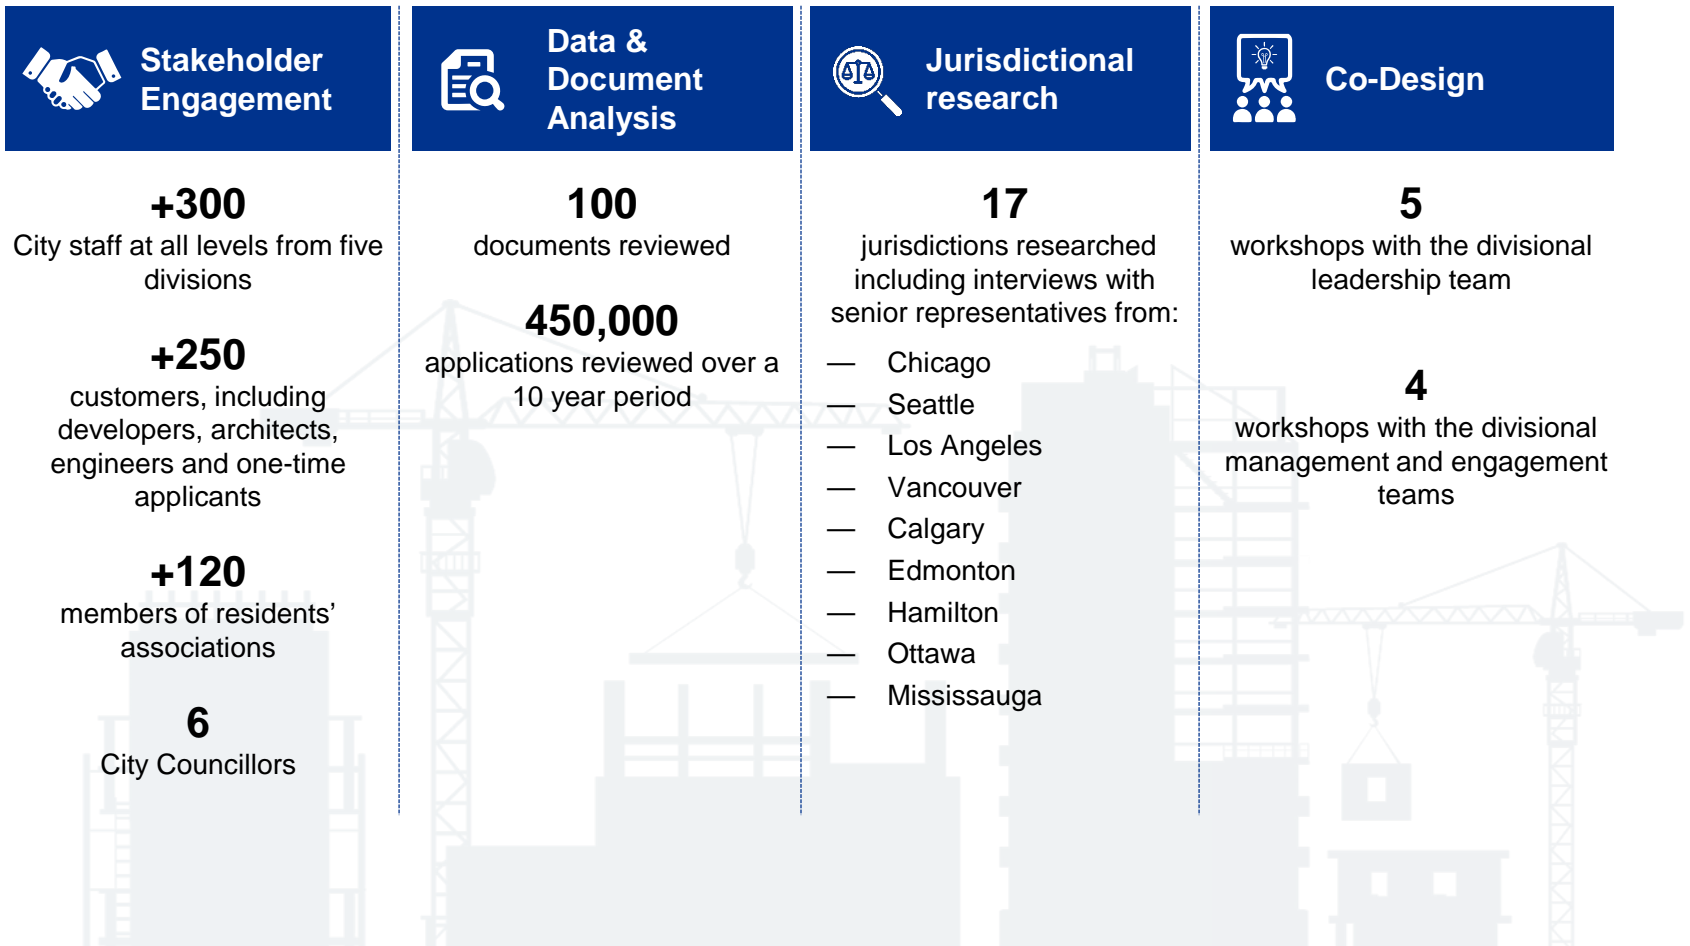 Stakeholder
Engagement
+300
City staff at all levels from five
divisions
+250
customers, including
developers, architects,
engineers and one-time
applicants
+120
members of residents’
associations
6
City Councillors
Data &
Document
Analysis
100
documents reviewed
450,000
applications reviewed over a
10 year period
Jurisdictional
research
17
jurisdictions researched
including interviews with
senior representatives from:
— Chicago
— Seattle
— Los Angeles
— Vancouver
— Calgary
— Edmonton
— Hamilton
— Ottawa
— Mississauga
Co-Design
5
workshops with the divisional
leadership team
4
workshops with the divisional
management and engagement
teams